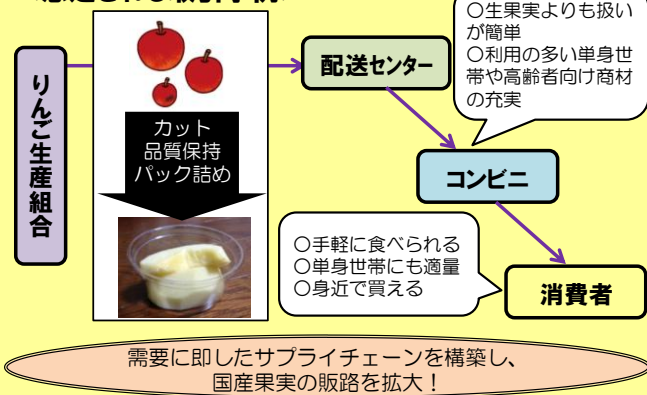 りんご生産組合
カット
品質保持
パック詰め
配送センター
〇生果実よりも扱い
が簡単
〇利用の多い単身世
帯や高齢者向け商材
の充実
コンビニ
〇手軽に食べられる
〇単身世帯にも適量
〇身近で買える
消費者
需要に即したサプライチェーンを構築し、
国産果実の販路を拡大！